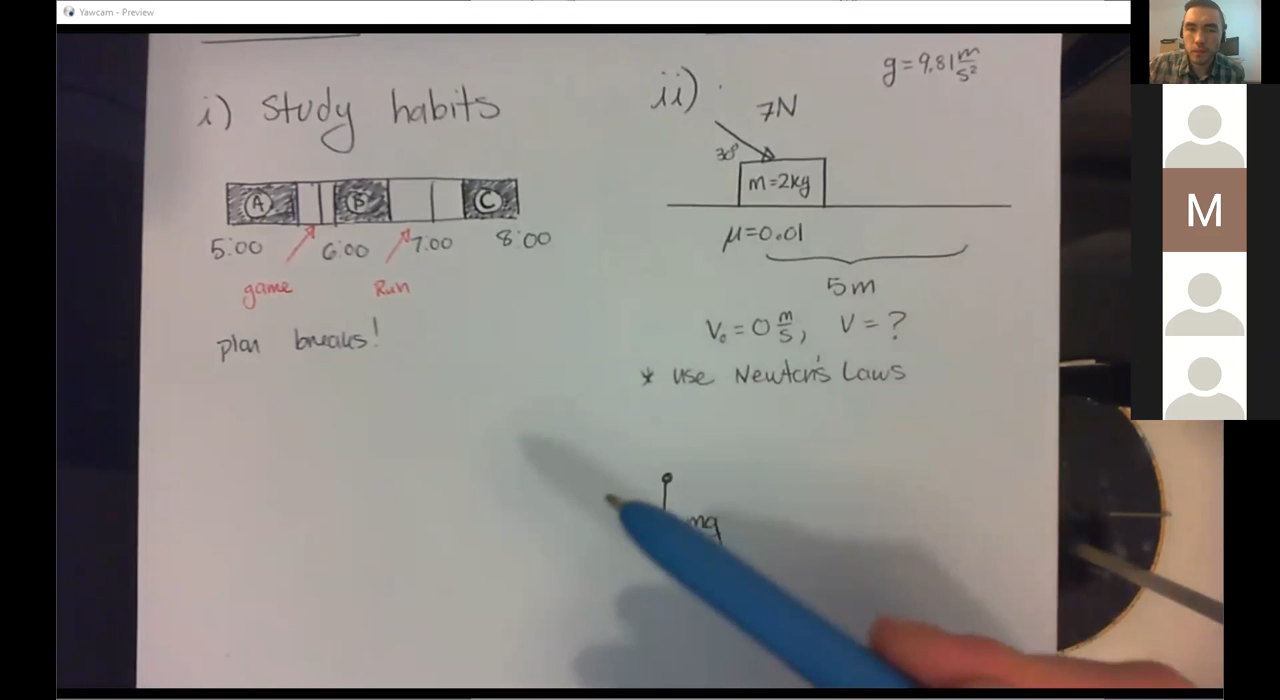 Yawcam - Preview
i) Study habits
A B C
5:00 6:00 7:00 8:00
game Run
plan breaks!
g = 9.81 m/s²
ii)
7N
30°
m=2kg
μ=0.01
5m
V₀ = 0 m/s, V = ?
* use Newton's Laws
mg
M